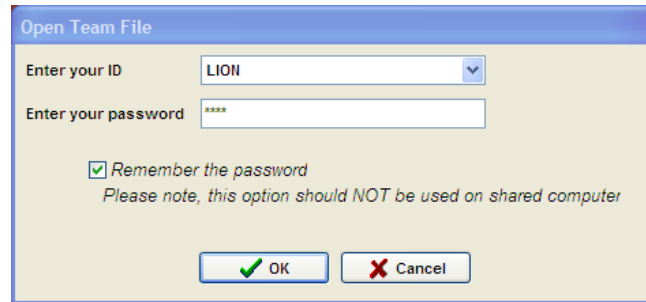 Open Team File
Enter your ID LION
Enter your password ****
Remember the password
Please note, this option should NOT be used on shared computer
OK Cancel